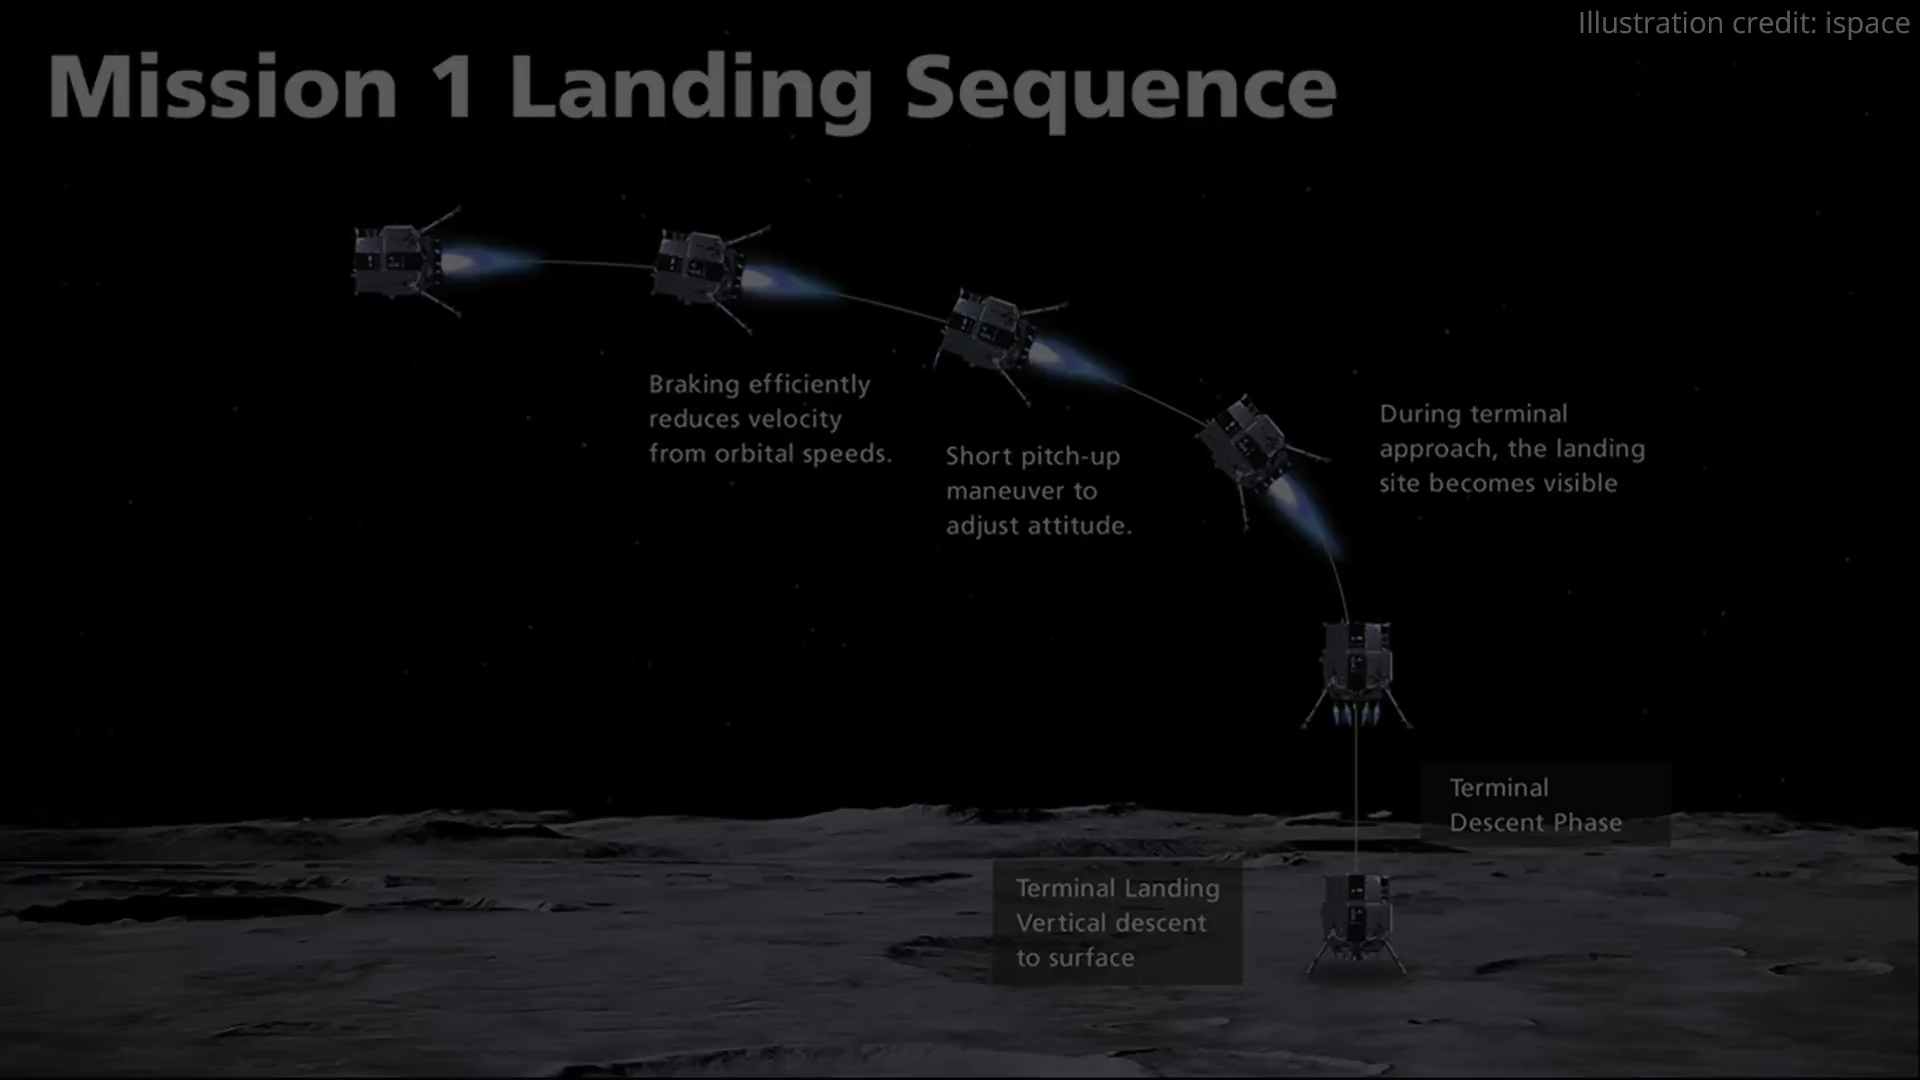 Illustration credit: ispace
Mission 1 Landing Sequence
Braking efficiently
reduces velocity
from orbital speeds.
Short pitch-up
maneuver to
adjust attitude.
During terminal
approach, the landing
site becomes visible
Terminal
Descent Phase
Terminal Landing
Vertical descent
to surface